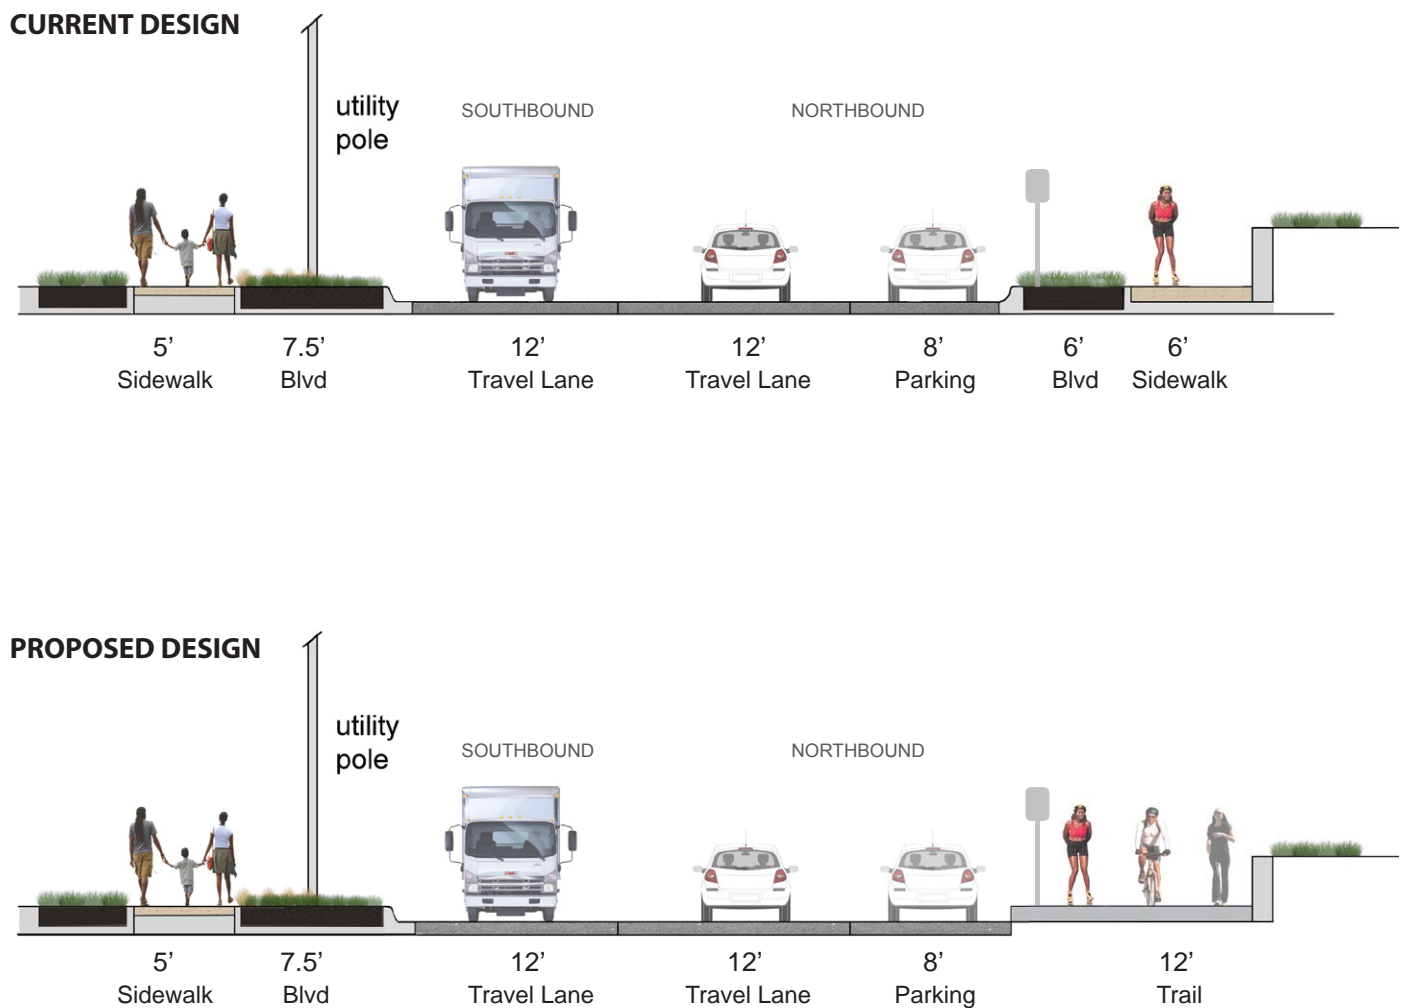 CURRENT DESIGN
utility
pole
SOUTHBOUND
NORTHBOUND
5’
Sidewalk
7.5’
Blvd
12’
Travel Lane
12’
Travel Lane
8’
Parking
6’
Blvd
6’
Sidewalk
PROPOSED DESIGN
utility
pole
SOUTHBOUND
NORTHBOUND
5’
Sidewalk
7.5’
Blvd
12’
Travel Lane
12’
Travel Lane
8’
Parking
12’
Trail